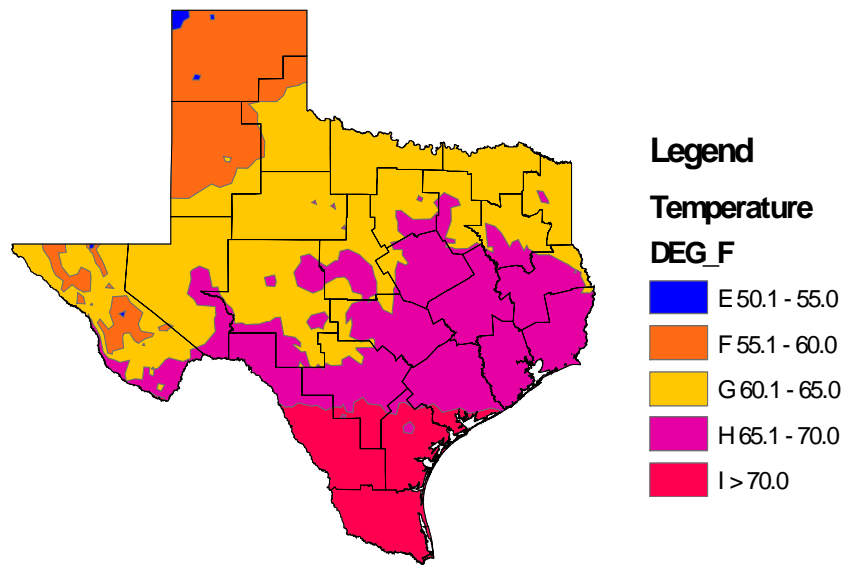 Legend
Temperature
DEG_F
E 50.1 - 55.0
F 55.1 - 60.0
G 60.1 - 65.0
H 65.1 - 70.0
I > 70.0